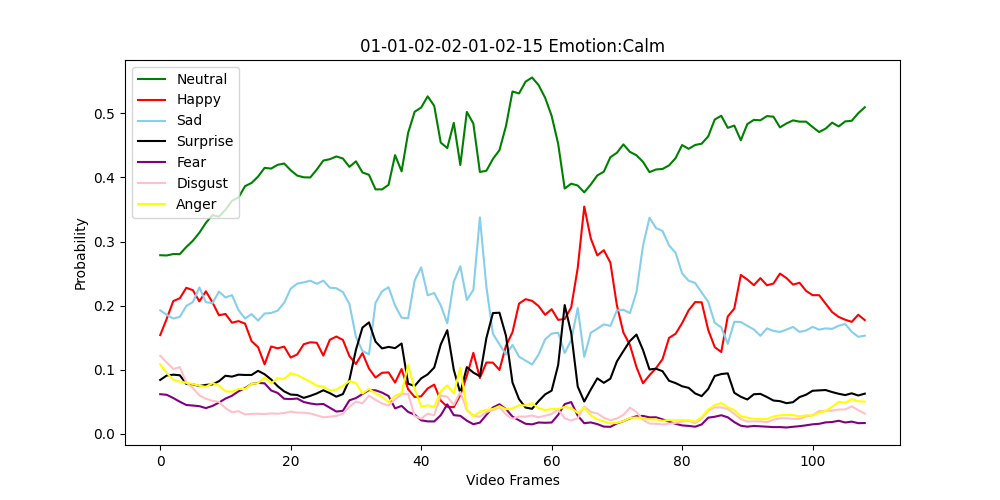 01-01-02-02-01-02-15 Emotion:Calm
Neutral
Happy
Sad
Surprise
Fear
Disgust
Anger
Probability
0.5
0.4
0.3
0.2
0.1
0.0
0 20 40 60 80 100
Video Frames